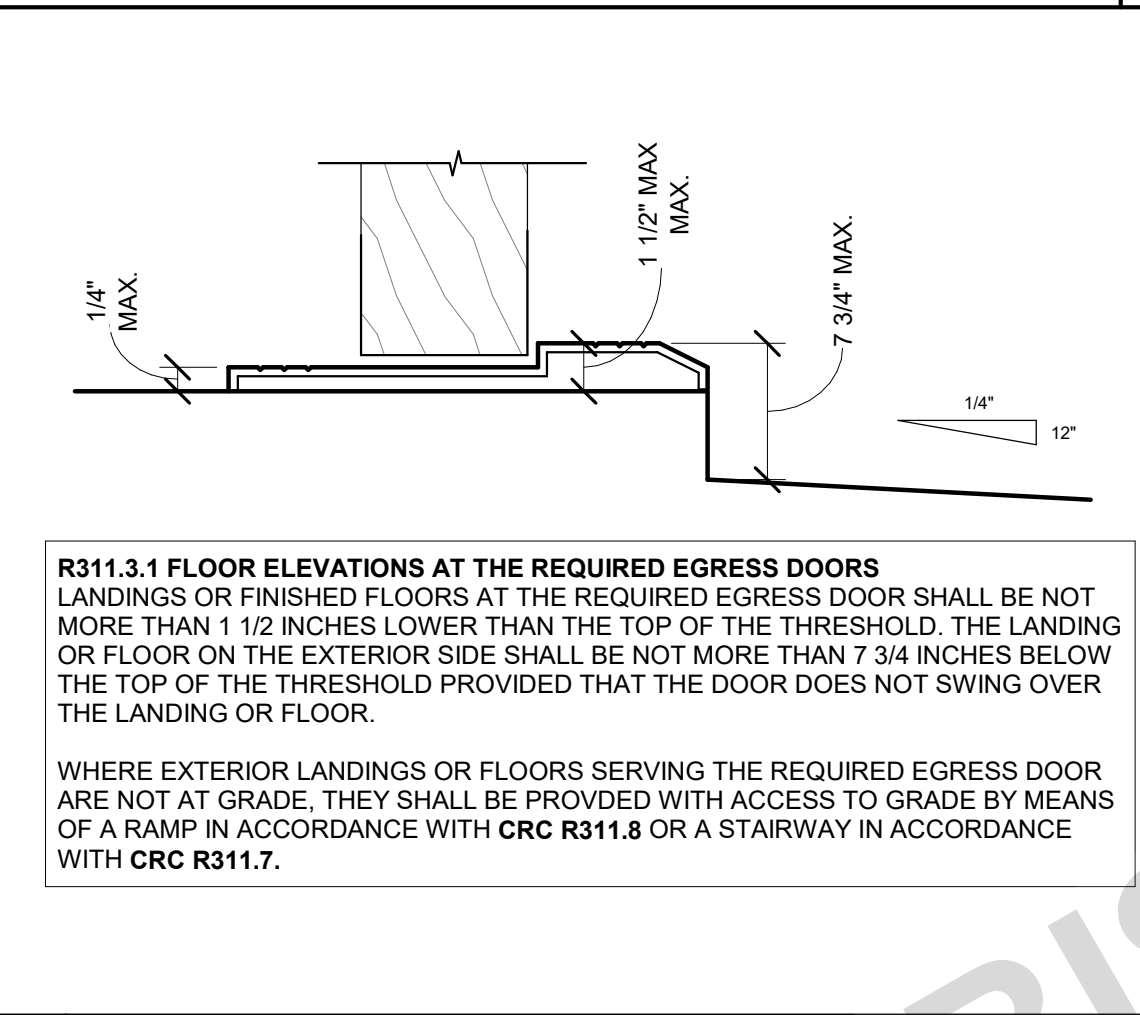 1/4"
MAX.
1 1/2" MAX
MAX.
7 3/4" MAX.
1/4"
12"
R311.3.1 FLOOR ELEVATIONS AT THE REQUIRED EGRESS DOORS
LANDINGS OR FINISHED FLOORS AT THE REQUIRED EGRESS DOOR SHALL BE NOT
MORE THAN 1 1/2 INCHES LOWER THAN THE TOP OF THE THRESHOLD. THE LANDING
OR FLOOR ON THE EXTERIOR SIDE SHALL BE NOT MORE THAN 7 3/4 INCHES BELOW
THE TOP OF THE THRESHOLD PROVIDED THAT THE DOOR DOES NOT SWING OVER
THE LANDING OR FLOOR.
WHERE EXTERIOR LANDINGS OR FLOORS SERVING THE REQUIRED EGRESS DOOR
ARE NOT AT GRADE, THEY SHALL BE PROVDED WITH ACCESS TO GRADE BY MEANS
OF A RAMP IN ACCORDANCE WITH CRC R311.8 OR A STAIRWAY IN ACCORDANCE
WITH CRC R311.7.